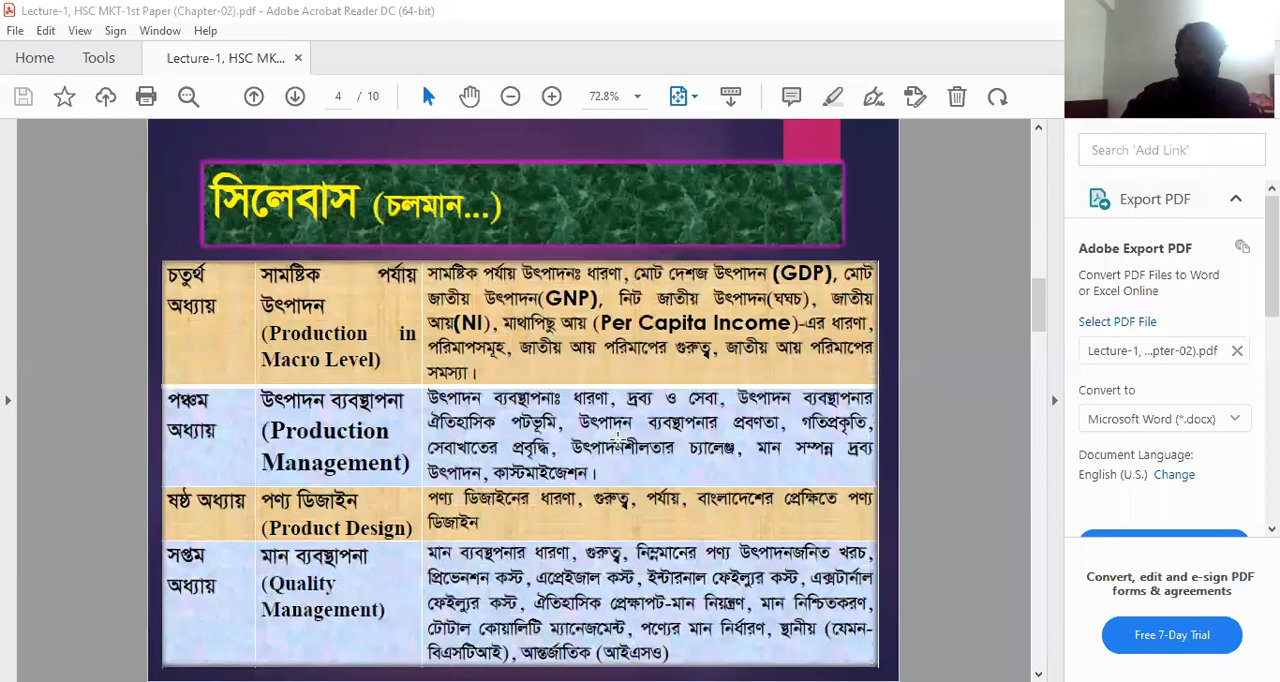 Lecture-1, HSC MKT-1st Paper (Chapter-02).pdf - Adobe Acrobat Reader DC (64-bit)
File Edit View Sign Window Help
Home Tools Lecture-1, HSC MK... ×
4 / 10 72.8%
Search 'Add Link'
Export PDF
Adobe Export PDF
Convert PDF Files to Word
or Excel Online
Select PDF File
Lecture-1, ...pter-02).pdf
Convert to
Microsoft Word (*.docx)
Document Language:
English (U.S.) Change
Convert, edit and e-sign PDF
forms & agreements
Free 7-Day Trial
সিলেবাস (চলমান...)
চতুর্থ
অধ্যায়
সামষ্টিক পর্যায়
উৎপাদন
(Production in
Macro Level)
সামষ্টিক পর্যায় উৎপাদনঃ ধারণা, মোট দেশজ উৎপাদন (GDP), মোট
জাতীয় উৎপাদন(GNP), নিট জাতীয় উৎপাদন(ঘঘচ), জাতীয়
আয়(NI), মাথাপিছু আয় (Per Capita Income)-এর ধারণা,
পরিমাপসমূহ, জাতীয় আয় পরিমাপের গুরুত্ব, জাতীয় আয় পরিমাপের
সমস্যা।
পঞ্চম
অধ্যায়
উৎপাদন ব্যবস্থাপনা
(Production
Management)
উৎপাদন ব্যবস্থাপনাঃ ধারণা, দ্রব্য ও সেবা, উৎপাদন ব্যবস্থাপনার
ঐতিহাসিক পটভূমি, উৎপাদন ব্যবস্থাপনার প্রবণতা, গতিপ্রকৃতি,
সেবাখাতের প্রবৃদ্ধি, উৎপাদনশীলতার চ্যালেঞ্জ, মান সম্পন্ন দ্রব্য
উৎপাদন, কাস্টমাইজেশন।
ষষ্ঠ অধ্যায়
পণ্য ডিজাইন
(Product Design)
পণ্য ডিজাইনের ধারণা, গুরুত্ব, পর্যায়, বাংলাদেশের প্রেক্ষিতে পণ্য
ডিজাইন
সপ্তম
অধ্যায়
মান ব্যবস্থাপনা
(Quality
Management)
মান ব্যবস্থপনার ধারণা, গুরুত্ব, নিম্নমানের পণ্য উৎপাদনজনিত খরচ,
প্রিভেনশন কস্ট, এপ্রেইজাল কস্ট, ইন্টারনাল ফেইল্যুর কস্ট, এক্সটার্নাল
ফেইল্যুর কস্ট, ঐতিহাসিক প্রেক্ষাপট-মান নিয়ন্ত্রণ, মান নিশ্চিতকরণ,
টোটাল কোয়ালিটি ম্যানেজমেন্ট, পণ্যের মান নির্ধারণ, স্থানীয় (যেমন-
বিএসটিআই), আন্তর্জাতিক (আইএসও)